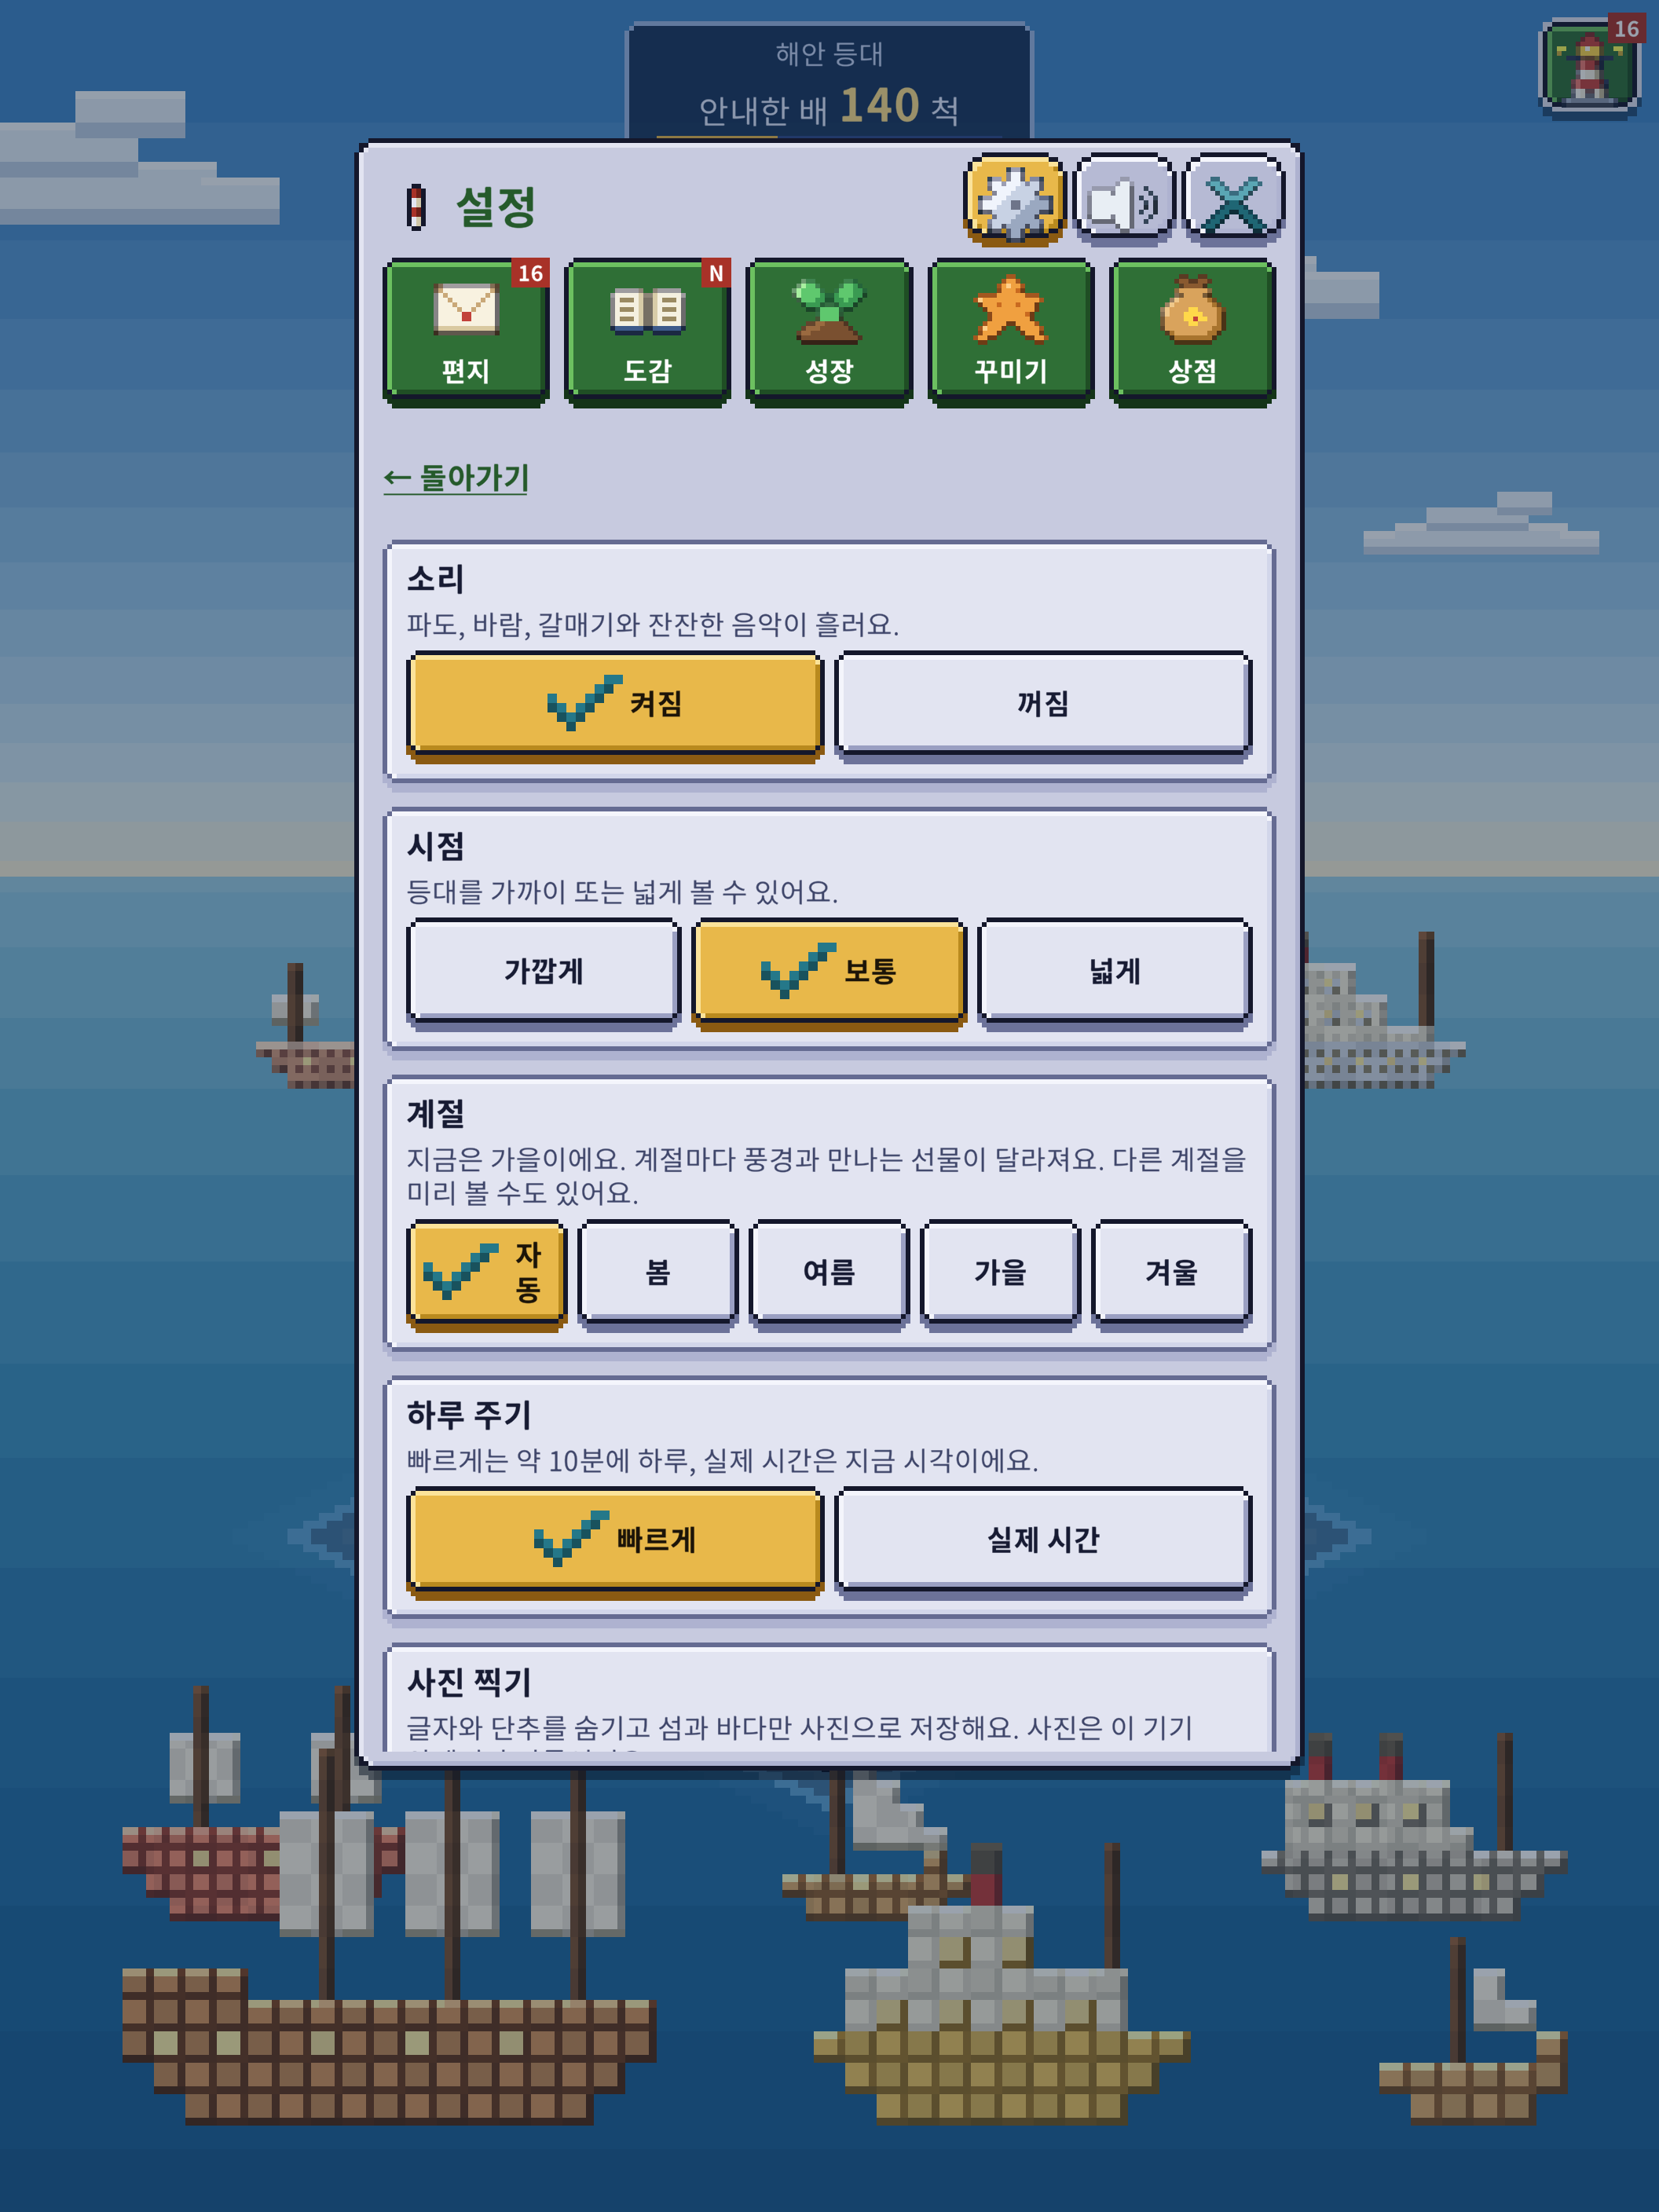 해안 등대
안내한 배 140 척
16
설정
16
편지
N
도감
성장
꾸미기
상점
← 돌아가기
소리
파도, 바람, 갈매기와 잔잔한 음악이 흘러요.
켜짐
꺼짐
시점
등대를 가까이 또는 넓게 볼 수 있어요.
가깝게
보통
넓게
계절
지금은 가을이에요. 계절마다 풍경과 만나는 선물이 달라져요. 다른 계절을
미리 볼 수도 있어요.
자
동
봄
여름
가을
겨울
하루 주기
빠르게는 약 10분에 하루, 실제 시간은 지금 시각이에요.
빠르게
실제 시간
사진 찍기
글자와 단추를 숨기고 섬과 바다만 사진으로 저장해요. 사진은 이 기기